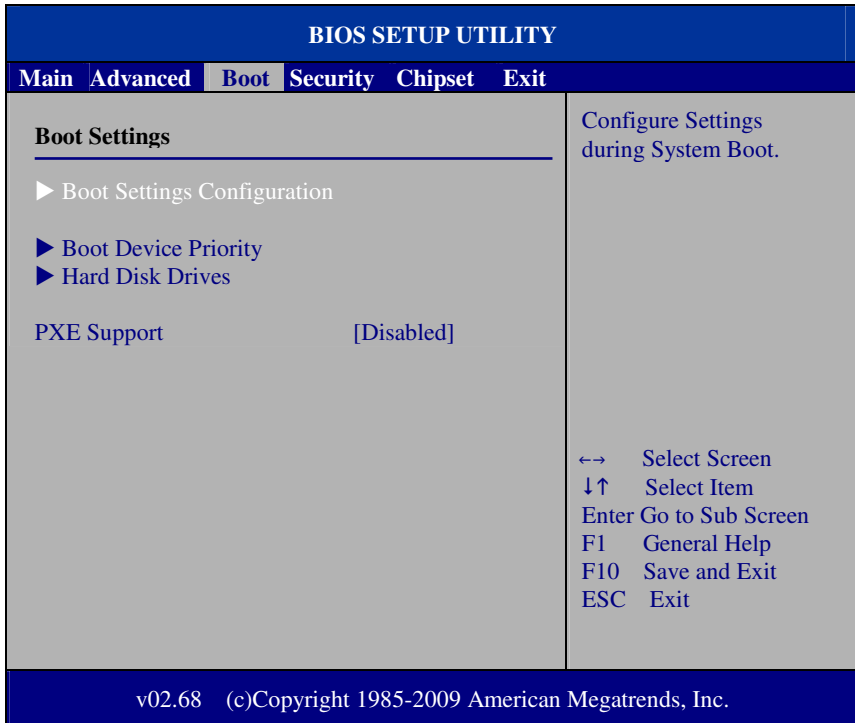 BIOS SETUP UTILITY
Main Advanced Boot Security Chipset Exit
Boot Settings
▶ Boot Settings Configuration
▶ Boot Device Priority
▶ Hard Disk Drives
PXE Support [Disabled]
Configure Settings
during System Boot.
←→ Select Screen
↓↑ Select Item
Enter Go to Sub Screen
F1 General Help
F10 Save and Exit
ESC Exit
v02.68 (c)Copyright 1985-2009 American Megatrends, Inc.